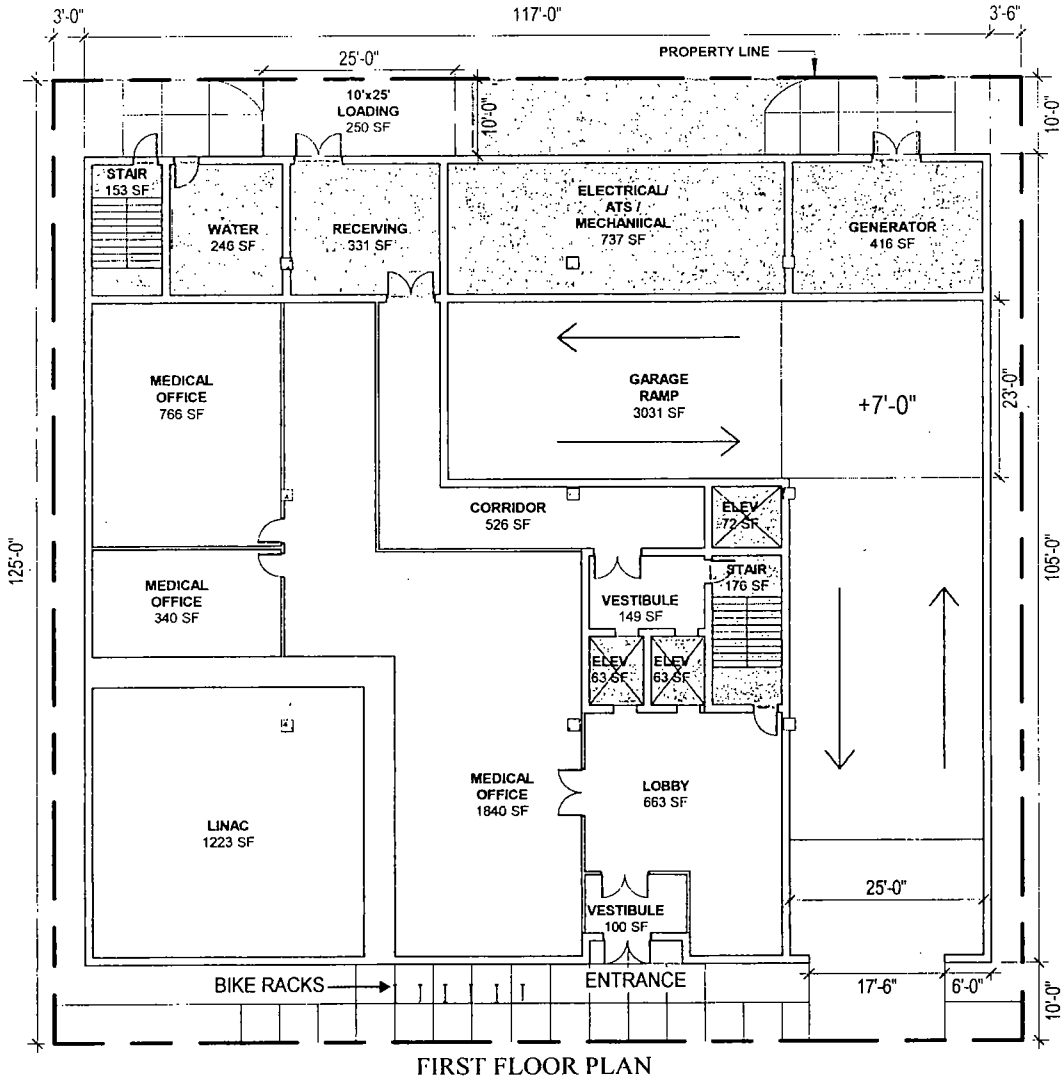 3'-0"
117'-0"
3'-6"
25'-0"
PROPERTY LINE
10'x25'
LOADING
250 SF
10'-0"
10'-0"
STAIR
153 SF
WATER
246 SF
RECEIVING
331 SF
ELECTRICAL/
ATS /
MECHANIICAL
737 SF
GENERATOR
416 SF
MEDICAL
OFFICE
766 SF
GARAGE
RAMP
3031 SF
+7'-0"
23'-0"
CORRIDOR
526 SF
ELEV
72 SF
125'-0"
105'-0"
MEDICAL
OFFICE
340 SF
VESTIBULE
149 SF
STAIR
176 SF
ELEV
63 SF
ELEV
63 SF
LINAC
1223 SF
MEDICAL
OFFICE
1840 SF
LOBBY
663 SF
25'-0"
VESTIBULE
100 SF
BIKE RACKS
ENTRANCE
17'-6"
6'-0"
10'-0"
FIRST FLOOR PLAN